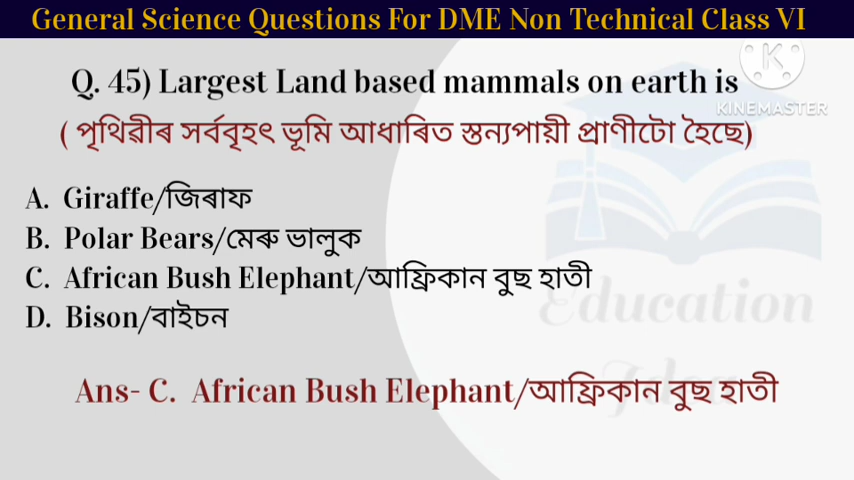 General Science Questions For DME Non Technical Class VI
Q. 45) Largest Land based mammals on earth is
KINEMASTER
( পৃথিৱীৰ সৰ্ববৃহৎ ভূমি আধাৰিত স্তন্যপায়ী প্ৰাণীটো হৈছে)
A. Giraffe/জিৰাফ
B. Polar Bears/মেৰু ভালুক
C. African Bush Elephant/আফ্ৰিকান বুছ হাতী
D. Bison/বাইচন
Education
Ans- C. African Bush Elephant/আফ্ৰিকান বুছ হাতী